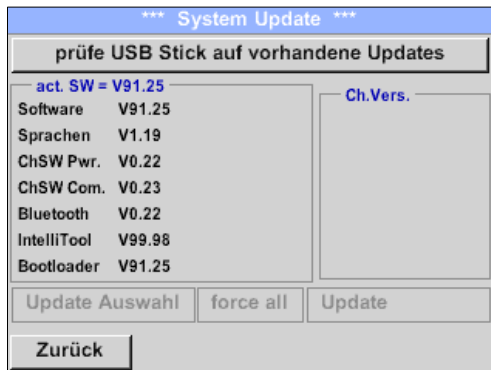 *** System Update ***
prüfe USB Stick auf vorhandene Updates
act. SW = V91.25
Software V91.25
Sprachen V1.19
ChSW Pwr. V0.22
ChSW Com. V0.23
Bluetooth V0.22
IntelliTool V99.98
Bootloader V91.25
Ch.Vers.
Update Auswahl force all Update
Zurück